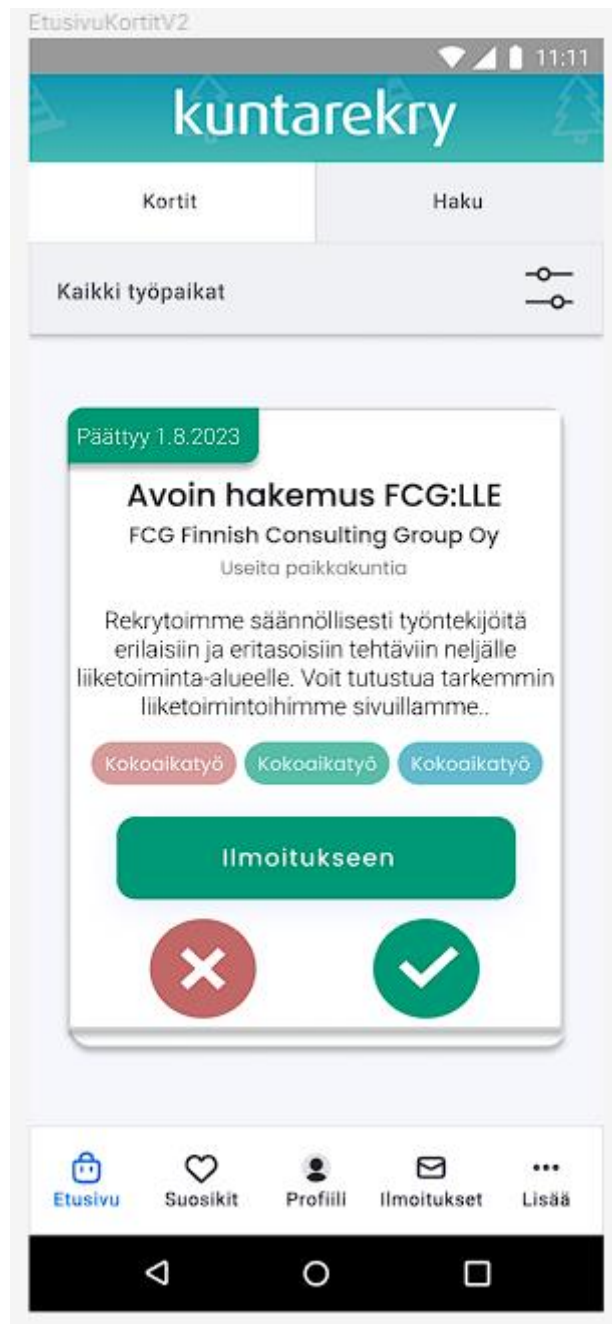 EtusivuKortitV2
11:11
kuntarekry
Kortit
Haku
Kaikki työpaikat
Päättyy 1.8.2023
Avoin hakemus FCG:LLE
FCG Finnish Consulting Group Oy
Useita paikkakuntia
Rekrytoimme säännöllisesti työntekijöitä
erilaisiin ja eritasoisiin tehtäviin neljälle
liiketoiminta-alueelle. Voit tutustua tarkemmin
liiketoimintoihimme sivuillamme..
Kokoaikatyö Kokoaikatyö Kokoaikatyö
Ilmoitukseen
Etusivu Suosikit Profiili Ilmoitukset Lisää